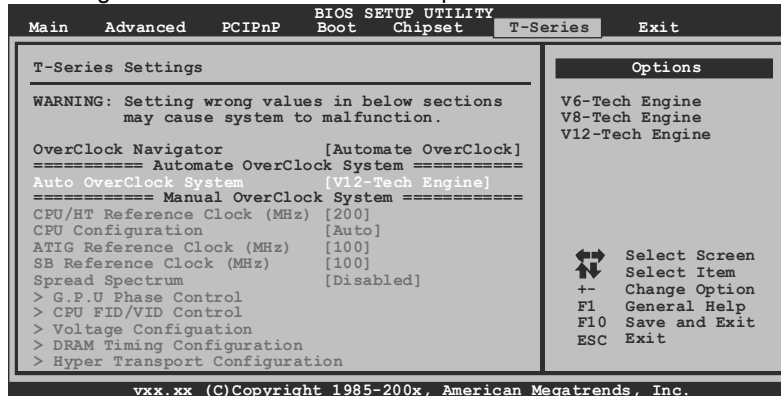 BIOS SETUP UTILITY
Main Advanced PCIPnP Boot Chipset T-Series Exit
T-Series Settings
WARNING: Setting wrong values in below sections
may cause system to malfunction.
OverClock Navigator [Automate OverClock]
=========== Automate OverClock System ===========
Auto OverClock System [V12-Tech Engine]
============ Manual OverClock System ============
CPU/HT Reference Clock (MHz) [200]
CPU Configuration [Auto]
ATIG Reference Clock (MHz) [100]
SB Reference Clock (MHz) [100]
Spread Spectrum [Disabled]
> G.P.U Phase Control
> CPU FID/VID Control
> Voltage Configuation
> DRAM Timing Configuration
> Hyper Transport Configuration
Options
V6-Tech Engine
V8-Tech Engine
V12-Tech Engine
Select Screen
Select Item
+- Change Option
F1 General Help
F10 Save and Exit
ESC Exit
vxx.xx (C)Copyright 1985-200x, American Megatrends, Inc.